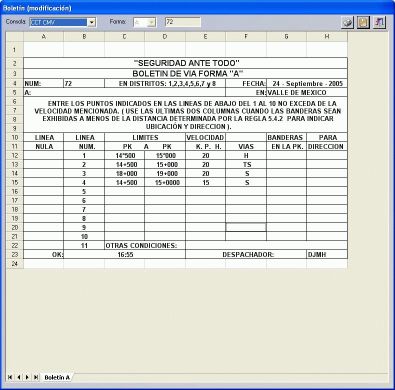 Boletín (modificación)
Consola: CCT CMV Forma: A 72
A B C D E F G H
1
2 "SEGURIDAD ANTE TODO"
3 BOLETIN DE VIA FORMA "A"
4 NUM: 72 EN DISTRITOS: 1,2,3,4,5,6,7 y 8 FECHA: 24 - Septiembre - 2005
5 A: EN: VALLE DE MEXICO
6 ENTRE LOS PUNTOS INDICADOS EN LAS LINEAS DE ABAJO DEL 1 AL 10 NO EXCEDA DE LA
7 VELOCIDAD MENCIONADA. ( USE LAS ULTIMAS DOS COLUMNAS CUANDO LAS BANDERAS SEAN
8 EXHIBIDAS A MENOS DE LA DISTANCIA DETERMINADA POR LA REGLA 5.4.2 PARA INDICAR
9 UBICACIÓN Y DIRECCION ).
10 LINEA LINEA LIMITES VELOCIDAD BANDERAS PARA
11 NULA NUM. PK A PK K. P. H. VIAS EN LA PK. DIRECCION
12 1 14*500 15*000 20 H
13 2 14+500 15+000 20 TS
14 3 18+000 19+000 20 S
15 4 14+500 15+0000 15 S
16 5
17 6
18 7
19 8
20 9
21 10
22 11 OTRAS CONDICIONES:
23 OK: 16:55 DESPACHADOR: DJMH
24
Boletin A